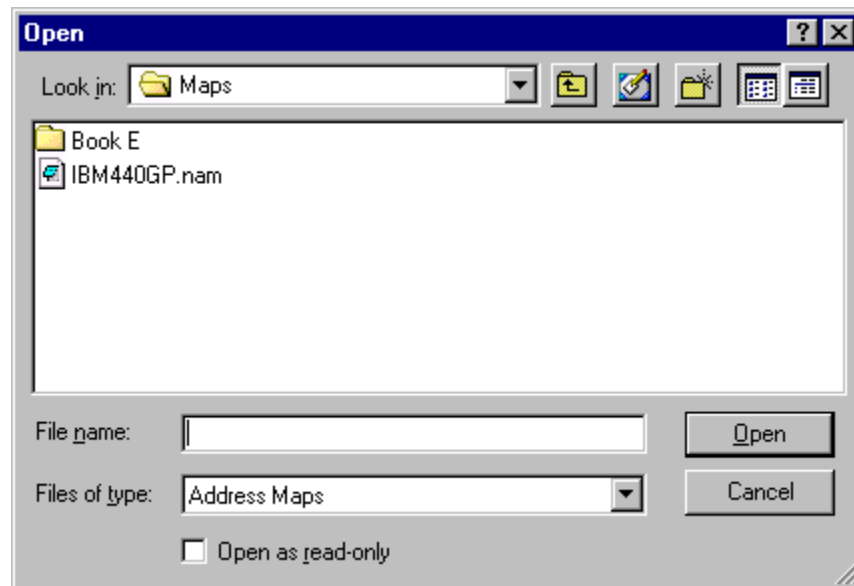 Open
Look in: Maps
Book E
IBM440GP.nam
File name: Open
Files of type: Address Maps Cancel
Open as read-only